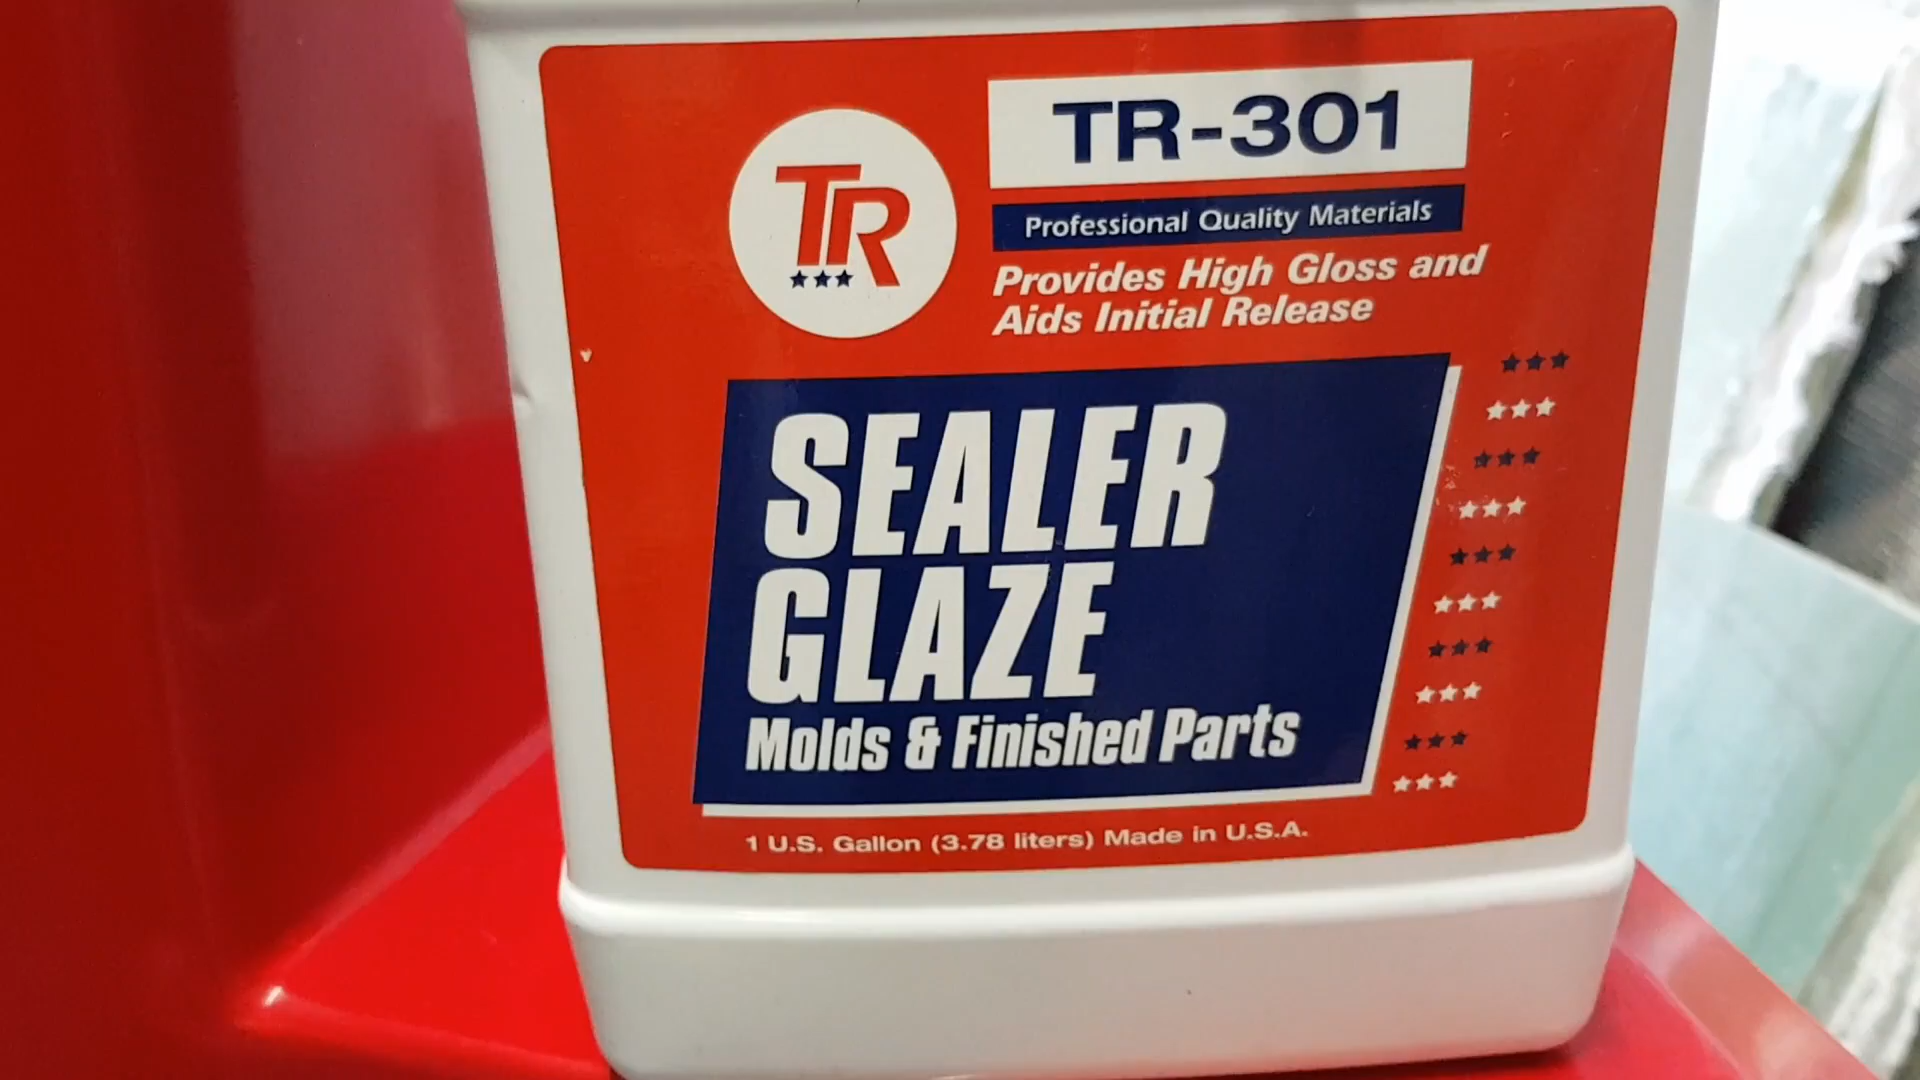 TR
TR-301
Professional Quality Materials
Provides High Gloss and
Aids Initial Release
SEALER
GLAZE
Molds & Finished Parts
1 U.S. Gallon (3.78 liters) Made in U.S.A.